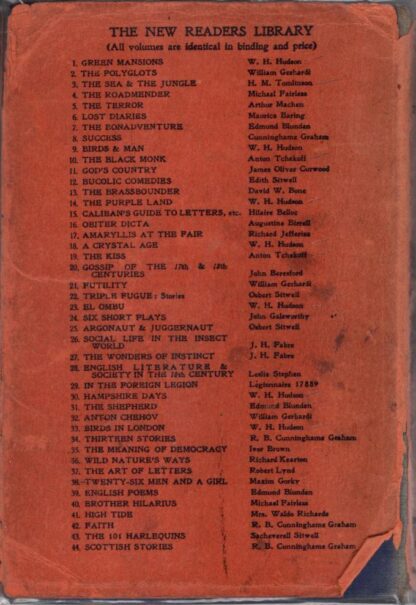 THE NEW READERS LIBRARY
(All volumes are identical in binding and price)
1. GREEN MANSIONS W. H. Hudson
2. THE POLYGLOTS William Gerhardi
3. THE SEA & THE JUNGLE H. M. Tomlinson
4. THE ROADMENDER Michael Fairless
5. THE TERROR Arthur Machen
6. LOST DIARIES Maurice Baring
7. THE BONADVENTURE Edmund Blunden
8. SUCCESS Cunninghame Graham
9. BIRDS & MAN W. H. Hudson
10. THE BLACK MONK Anton Tchekoff
11. GOD'S COUNTRY James Oliver Curwood
12. BUCOLIC COMEDIES Edith Sitwell
13. THE BRASSBOUNDER David W. Bone
14. THE PURPLE LAND W. H. Hudson
15. CALIBAN'S GUIDE TO LETTERS, etc. Hilaire Belloc
16. OBITER DICTA Augustine Birrell
17. AMARYLLIS AT THE FAIR Richard Jefferies
18. A CRYSTAL AGE W. H. Hudson
19. THE KISS Anton Tchekoff
20. GOSSIP OF THE 17th & 18th
CENTURIES John Beresford
21. FUTILITY William Gerhardi
22. TRIPLE FUGUE: Stories Osbert Sitwell
23. EL OMBU W. H. Hudson
24. SIX SHORT PLAYS John Galsworthy
25. ARGONAUT & JUGGERNAUT Osbert Sitwell
26. SOCIAL LIFE IN THE INSECT
WORLD J. H. Fabre
27. THE WONDERS OF INSTINCT J. H. Fabre
28. ENGLISH LITERATURE &
SOCIETY IN THE 18th CENTURY Leslie Stephen
29. IN THE FOREIGN LEGION Légionnaire 17889
30. HAMPSHIRE DAYS W. H. Hudson
31. THE SHEPHERD Edmund Blunden
32. ANTON CHEHOV William Gerhardi
33. BIRDS IN LONDON W. H. Hudson
34. THIRTEEN STORIES R. B. Cunninghame Graham
35. THE MEANING OF DEMOCRACY Ivor Brown
36. WILD NATURE'S WAYS Richard Kearton
37. THE ART OF LETTERS Robert Lynd
38. TWENTY-SIX MEN AND A GIRL Maxim Gorky
39. ENGLISH POEMS Edmund Blunden
40. BROTHER HILARIUS Michael Fairless
41. HIGH TIDE Mrs. Waldo Richards
42. FAITH R. B. Cunninghame Graham
43. THE 101 HARLEQUINS Sacheverell Sitwell
44. SCOTTISH STORIES R. B. Cunninghame Graham